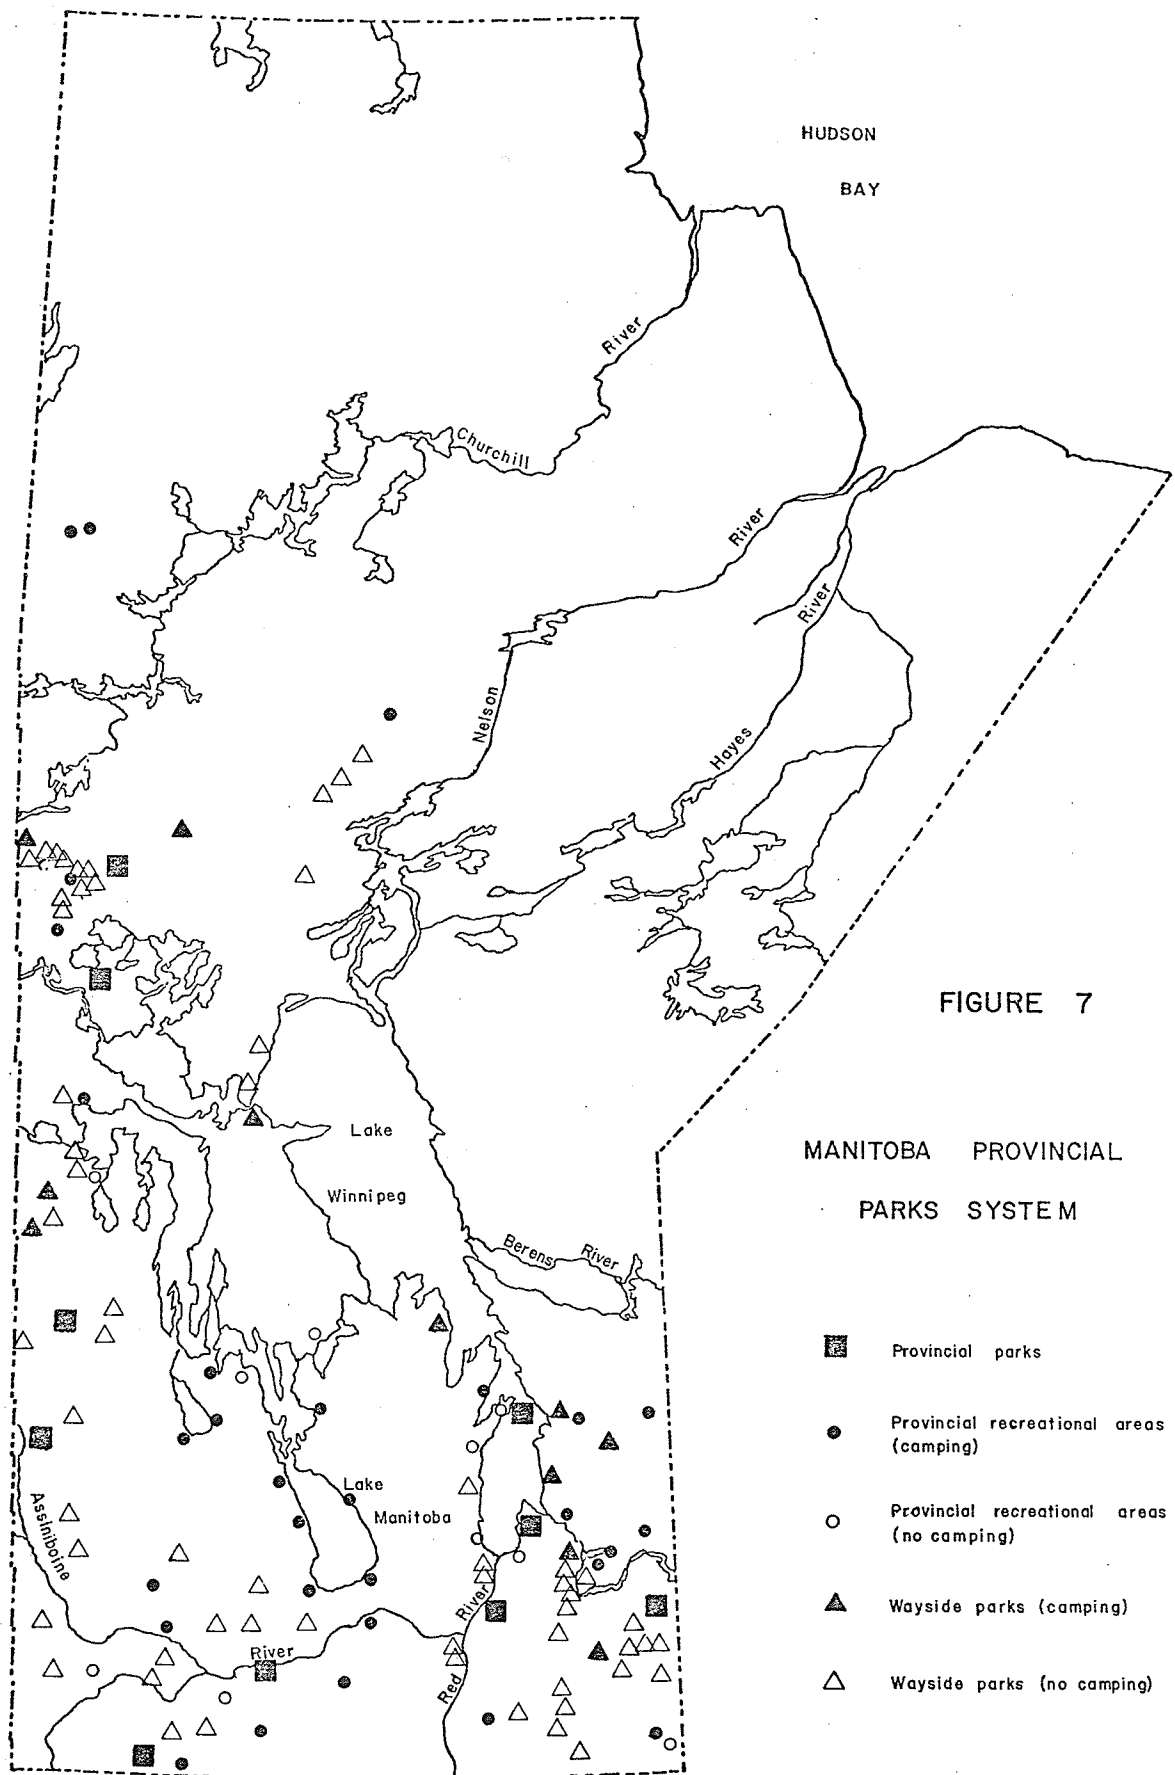 HUDSON
BAY
River
Churchill
River
River
Nelson
Hayes
FIGURE 7
Lake
Winnipeg
MANITOBA PROVINCIAL
PARKS SYSTEM
Berens River
Provincial parks
Provincial recreational areas
(camping)
Lake
Manitoba
Assiniboine
Provincial recreational areas
(no camping)
River
Wayside parks (camping)
River
Red
Wayside parks (no camping)